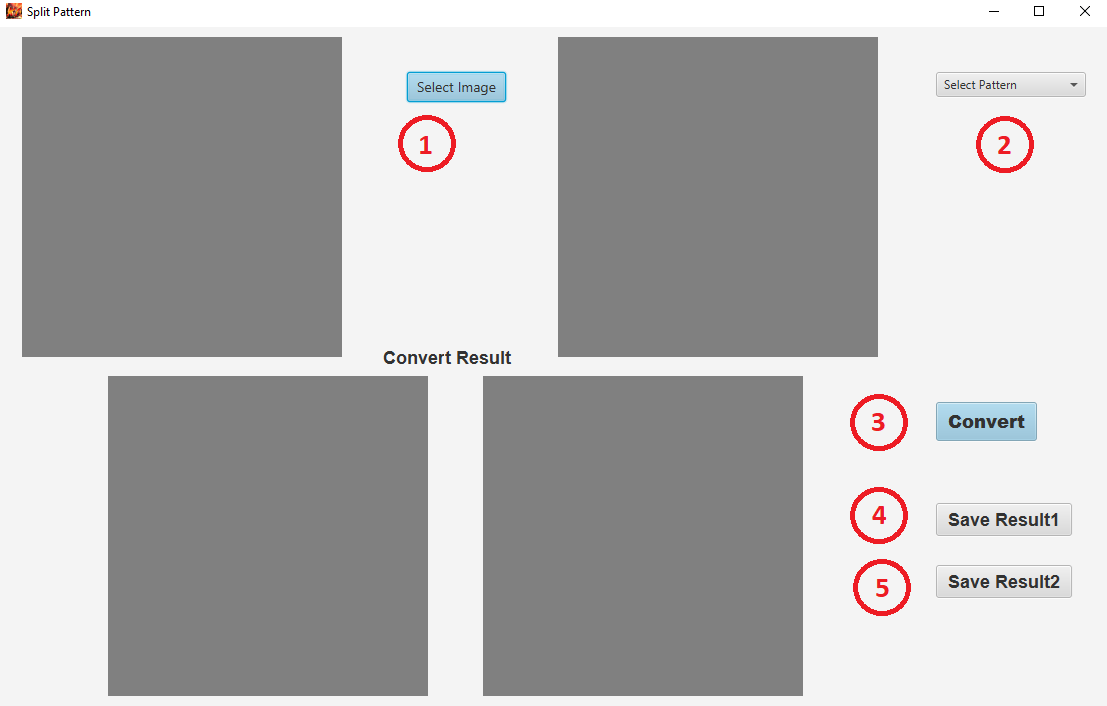 Split Pattern
Select Image
Select Pattern
1
2
Convert Result
3
Convert
4
Save Result1
5
Save Result2